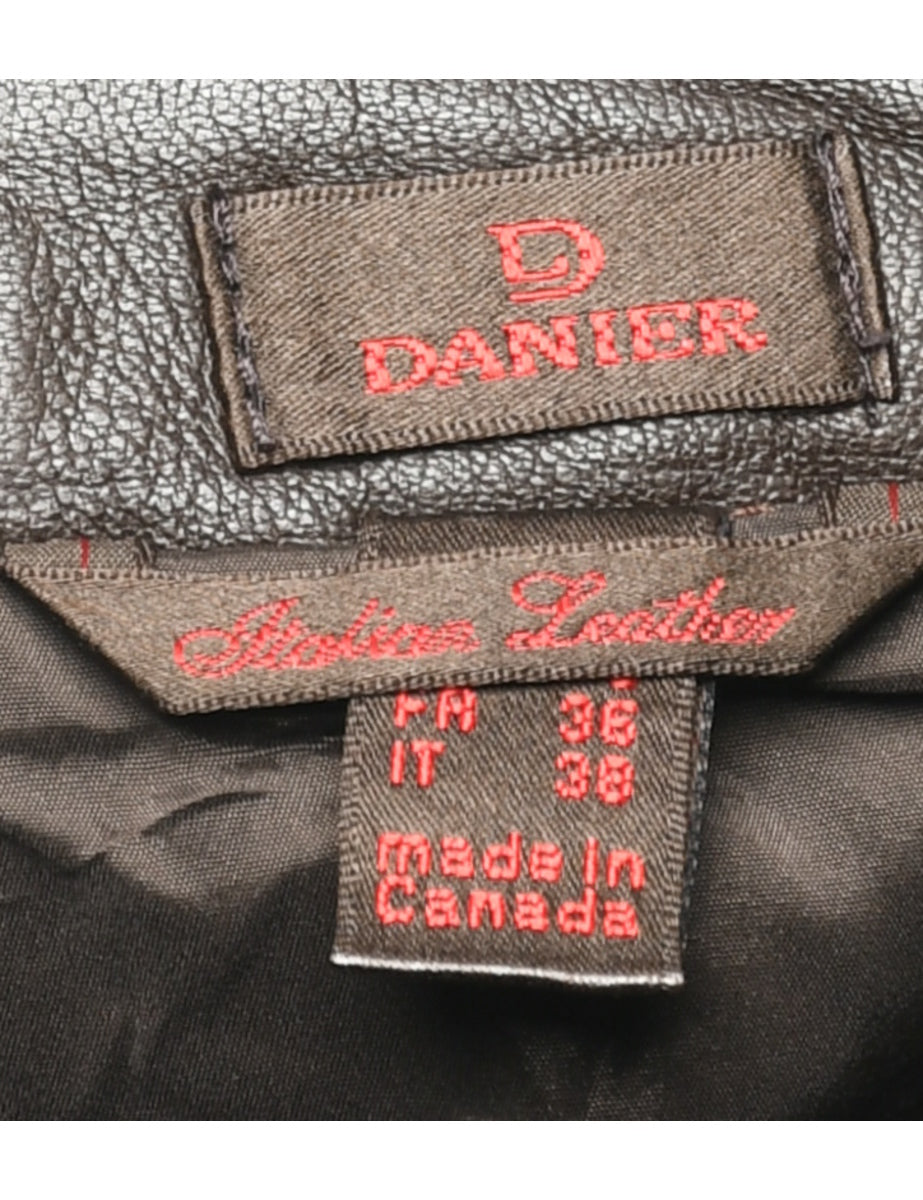 D
DANIER
Italian Leather
FR 36
IT 38
made in
Canada